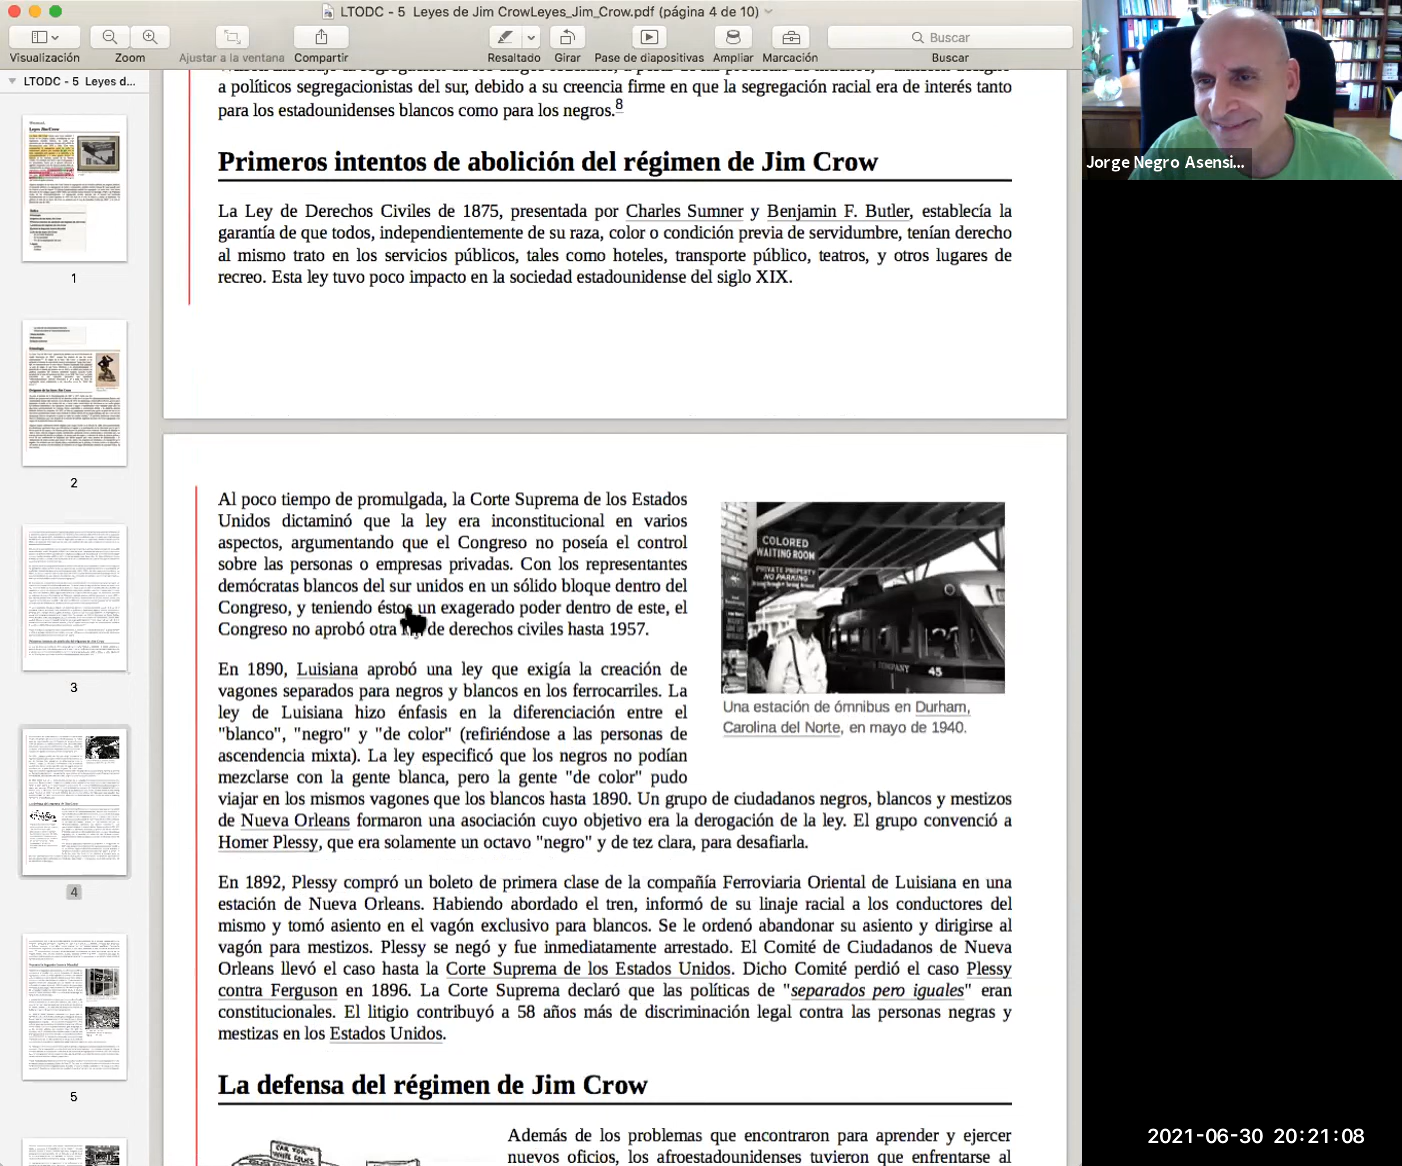 LTODC - 5 Leyes de Jim CrowLeyes_Jim_Crow.pdf (página 4 de 10)
Visualización
Zoom
Ajustar a la ventana
Compartir
Resaltado
Girar
Pase de diapositivas
Ampliar
Marcación
Buscar
Buscar
LTODC - 5 Leyes d...
1
2
3
4
5
a políticos segregacionistas del sur, debido a su creencia firme en que la segregación racial era de interés tanto
para los estadounidenses blancos como para los negros.8
Primeros intentos de abolición del régimen de Jim Crow
La Ley de Derechos Civiles de 1875, presentada por Charles Sumner y Benjamin F. Butler, establecía la
garantía de que todos, independientemente de su raza, color o condición previa de servidumbre, tenían derecho
al mismo trato en los servicios públicos, tales como hoteles, transporte público, teatros, y otros lugares de
recreo. Esta ley tuvo poco impacto en la sociedad estadounidense del siglo XIX.
Al poco tiempo de promulgada, la Corte Suprema de los Estados
Unidos dictaminó que la ley era inconstitucional en varios
aspectos, argumentando que el Congreso no poseía el control
sobre las personas o empresas privadas. Con los representantes
demócratas blancos del sur unidos en un sólido bloque dentro del
Congreso, y teniendo éstos un exagerado poder dentro de este, el
Congreso no aprobó otra de derechos civiles hasta 1957.
COLORED
WAITING ROOM
PRIVATE PROPERTY
NO PARKING
COMPANY 45
Una estación de ómnibus en Durham,
Carolina del Norte, en mayo de 1940.
En 1890, Luisiana aprobó una ley que exigía la creación de
vagones separados para negros y blancos en los ferrocarriles. La
ley de Luisiana hizo énfasis en la diferenciación entre el
"blanco", "negro" y "de color" (refiriéndose a las personas de
ascendencia mixta). La ley especificó que los negros no podían
mezclarse con la gente blanca, pero la gente "de color" pudo
viajar en los mismos vagones que los blancos hasta 1890. Un grupo de ciudadanos negros, blancos y mestizos
de Nueva Orleans formaron una asociación cuyo objetivo era la derogación de la ley. El grupo convenció a
Homer Plessy, que era solamente un octavo "negro" y de tez clara, para desafiarla.
En 1892, Plessy compró un boleto de primera clase de la compañía Ferroviaria Oriental de Luisiana en una
estación de Nueva Orleans. Habiendo abordado el tren, informó de su linaje racial a los conductores del
mismo y tomó asiento en el vagón exclusivo para blancos. Se le ordenó abandonar su asiento y dirigirse al
vagón para mestizos. Plessy se negó y fue inmediatamente arrestado. El Comité de Ciudadanos de Nueva
Orleans llevó el caso hasta la Corte Suprema de los Estados Unidos. Dicho Comité perdió el caso Plessy
contra Ferguson en 1896. La Corte Suprema declaró que las políticas de "separados pero iguales" eran
constitucionales. El litigio contribuyó a 58 años más de discriminación legal contra las personas negras y
mestizas en los Estados Unidos.
La defensa del régimen de Jim Crow
Además de los problemas que encontraron para aprender y ejercer
nuevos oficios, los afroestadounidenses tuvieron que enfrentarse al
Jorge Negro Asensi...
2021-06-30 20:21:08